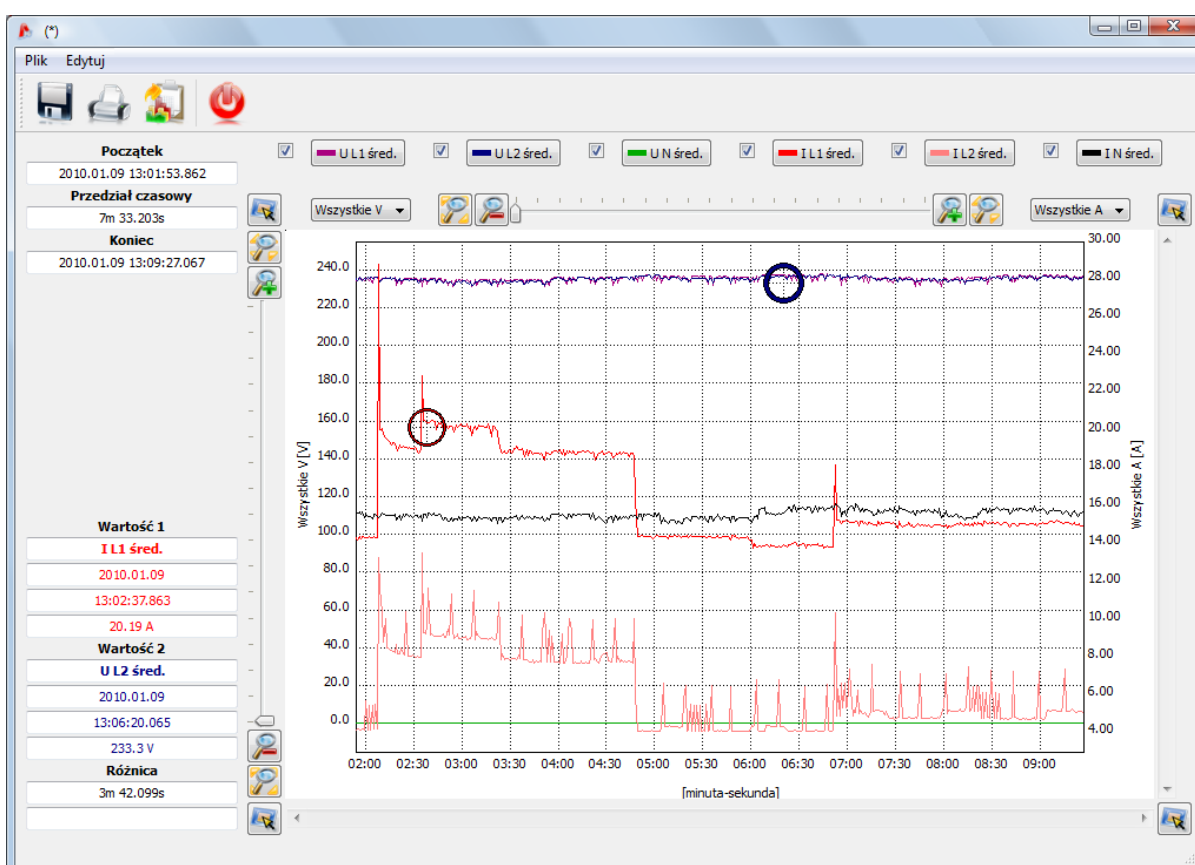 (*)
Plik Edytuj
Początek
2010.01.09 13:01:53.862
Przedział czasowy
7m 33.203s
Koniec
2010.01.09 13:09:27.067
U L1 śred. U L2 śred. U N śred. I L1 śred. I L2 śred. I N śred.
Wszystkie V Wszystkie A
Wszystkie V [V]
240.0
220.0
200.0
180.0
160.0
140.0
120.0
100.0
80.0
60.0
40.0
20.0
0.0
30.00
28.00
26.00
24.00
22.00
20.00
18.00
16.00
14.00
12.00
10.00
8.00
6.00
4.00
Wszystkie A [A]
02:00 02:30 03:00 03:30 04:00 04:30 05:00 05:30 06:00 06:30 07:00 07:30 08:00 08:30 09:00
[minuta-sekunda]
Wartość 1
I L1 śred.
2010.01.09
13:02:37.863
20.19 A
Wartość 2
U L2 śred.
2010.01.09
13:06:20.065
233.3 V
Różnica
3m 42.099s